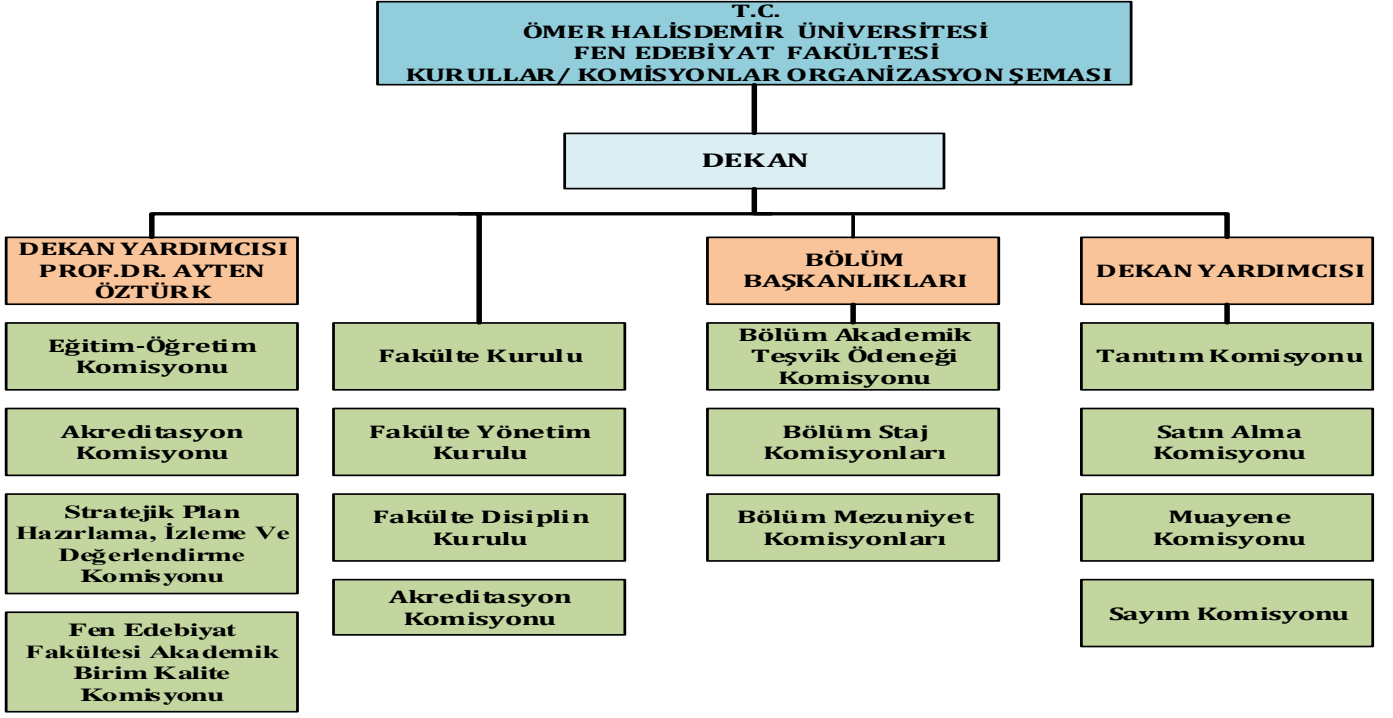 T.C.
ÖMER HALİSDEMİR ÜNİVERSİTESİ
FEN EDEBİYAT FAKÜLTESİ
KURULLAR/ KOMİSYONLAR ORGANİZASYON ŞEMASI
DEKAN
DEKAN YARDIMCISI
PROF.DR. AYTEN
ÖZTÜRK
Eğitim-Öğretim
Komisyonu
Akreditasyon
Komisyonu
Stratejik Plan
Hazırlama, İzleme Ve
Değerlendirme
Komisyonu
Fen Edebiyat
Fakültesi Akademik
Birim Kalite
Komisyonu
Fakülte Kurulu
Fakülte Yönetim
Kurulu
Fakülte Disiplin
Kurulu
Akreditasyon
Komisyonu
BÖLÜM
BAŞKANLIKLARI
Bölüm Akademik
Teşvik Ödeneği
Komisyonu
Bölüm Staj
Komisyonları
Bölüm Mezuniyet
Komisyonları
DEKAN YARDIMCISI
Tanıtım Komisyonu
Satın Alma
Komisyonu
Muayene
Komisyonu
Sayım Komisyonu